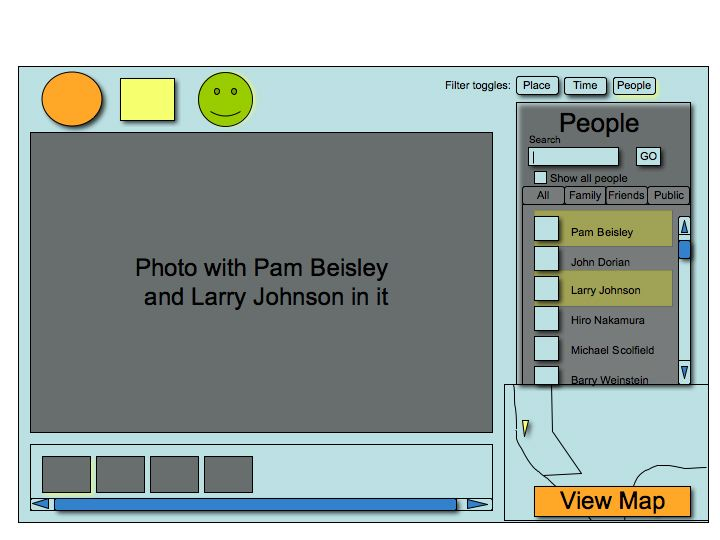 Filter toggles: Place Time People
People
Search
GO
Show all people
All Family Friends Public
Pam Beisley
John Dorian
Larry Johnson
Hiro Nakamura
Michael Scolfield
Barry Weinstein
Photo with Pam Beisley
and Larry Johnson in it
View Map